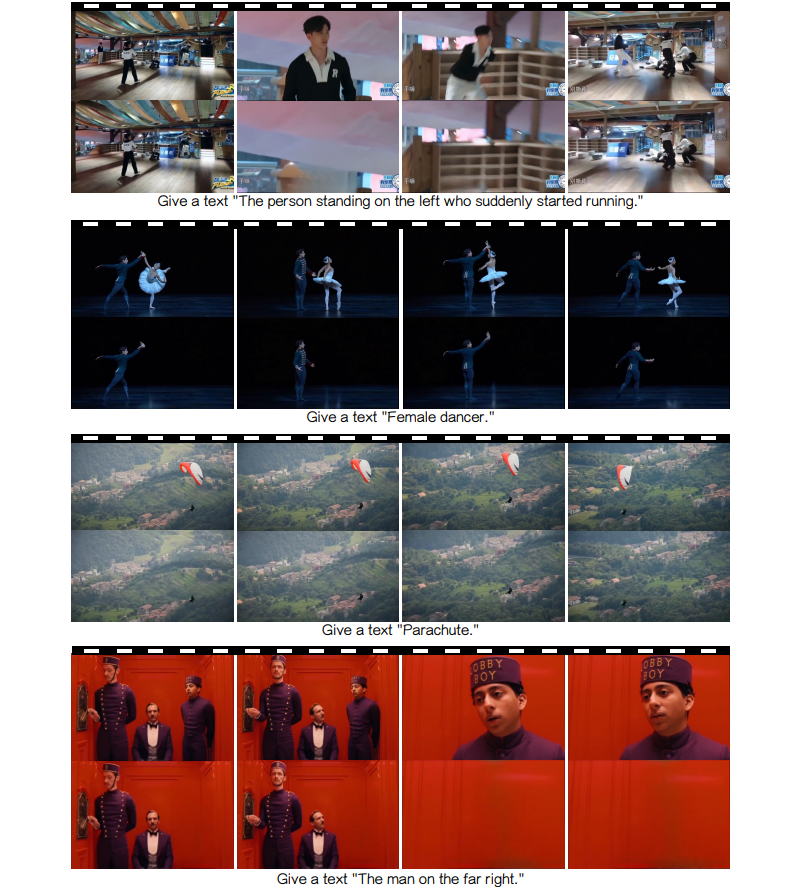 Give a text "The person standing on the left who suddenly started running."
Give a text "Female dancer."
Give a text "Parachute."
OBBY
BOY
OBBY
BOY
Give a text "The man on the far right."